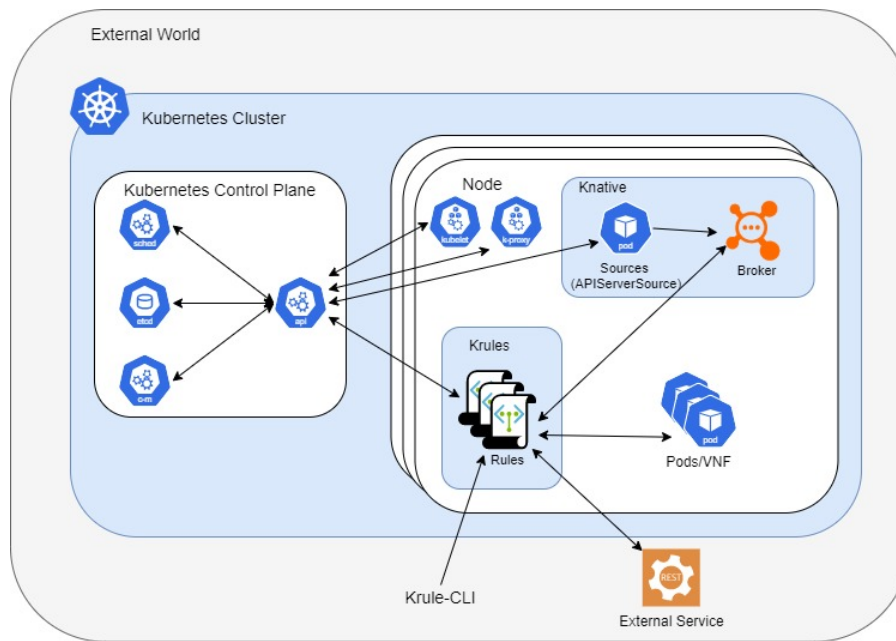 External World
Kubernetes Cluster
Kubernetes Control Plane
sched
etcd
c-m
api
Node
kubelet
k-proxy
Knative
pod
Sources
(APIServerSource)
Broker
Krules
Rules
pod
Pods/VNF
Krule-CLI
REST
External Service